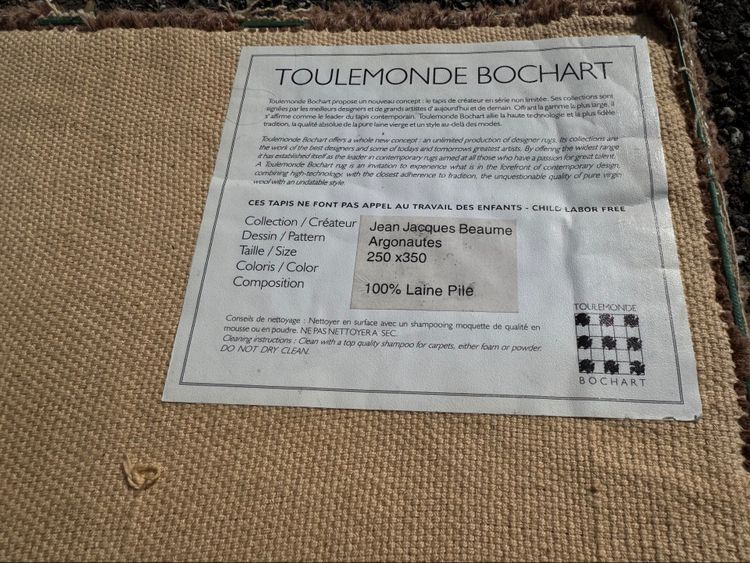 TOULEMONDE BOCHART
Toulemonde Bochart propose un nouveau concept : le tapis de créateur en série non limitée. Ses collections sont
signées par les meilleurs designers et de grands artistes d'aujourd'hui et de demain. Offrant la gamme la plus large, il
s'affirme comme le leader du tapis contemporain. Toulemonde Bochart allie la haute technologie et la plus fidèle
tradition, la qualité absolue de la pure laine vierge et un style au-delà des modes.
Toulemonde Bochart offers a whole new concept : an unlimited production of designer rugs. Its collections are
the work of the best designers and some of todays and tomorrows greatest artists. By offering the widest range
it has established itself as the leader in contemporary rugs aimed at all those who have a passion for great talent.
A Toulemonde Bochart rug is an invitation to experience what is in the forefront of contemporary design,
combining high-technology with the closest adherence to tradition, the unquestionable quality of pure virgin
wool with an undatable style.
CES TAPIS NE FONT PAS APPEL AU TRAVAIL DES ENFANTS - CHILD LABOR FREE
Collection / Créateur Jean Jacques Beaume
Dessin / Pattern Argonautes
Taille / Size 250 x350
Coloris / Color
Composition 100% Laine Pile
Conseils de nettoyage : Nettoyer en surface avec un shampooing moquette de qualité en
mousse ou en poudre. NE PAS NETTOYER A SEC.
Cleaning instructions : Clean with a top quality shampoo for carpets, either foam or powder.
DO NOT DRY CLEAN.
TOULEMONDE
BOCHART